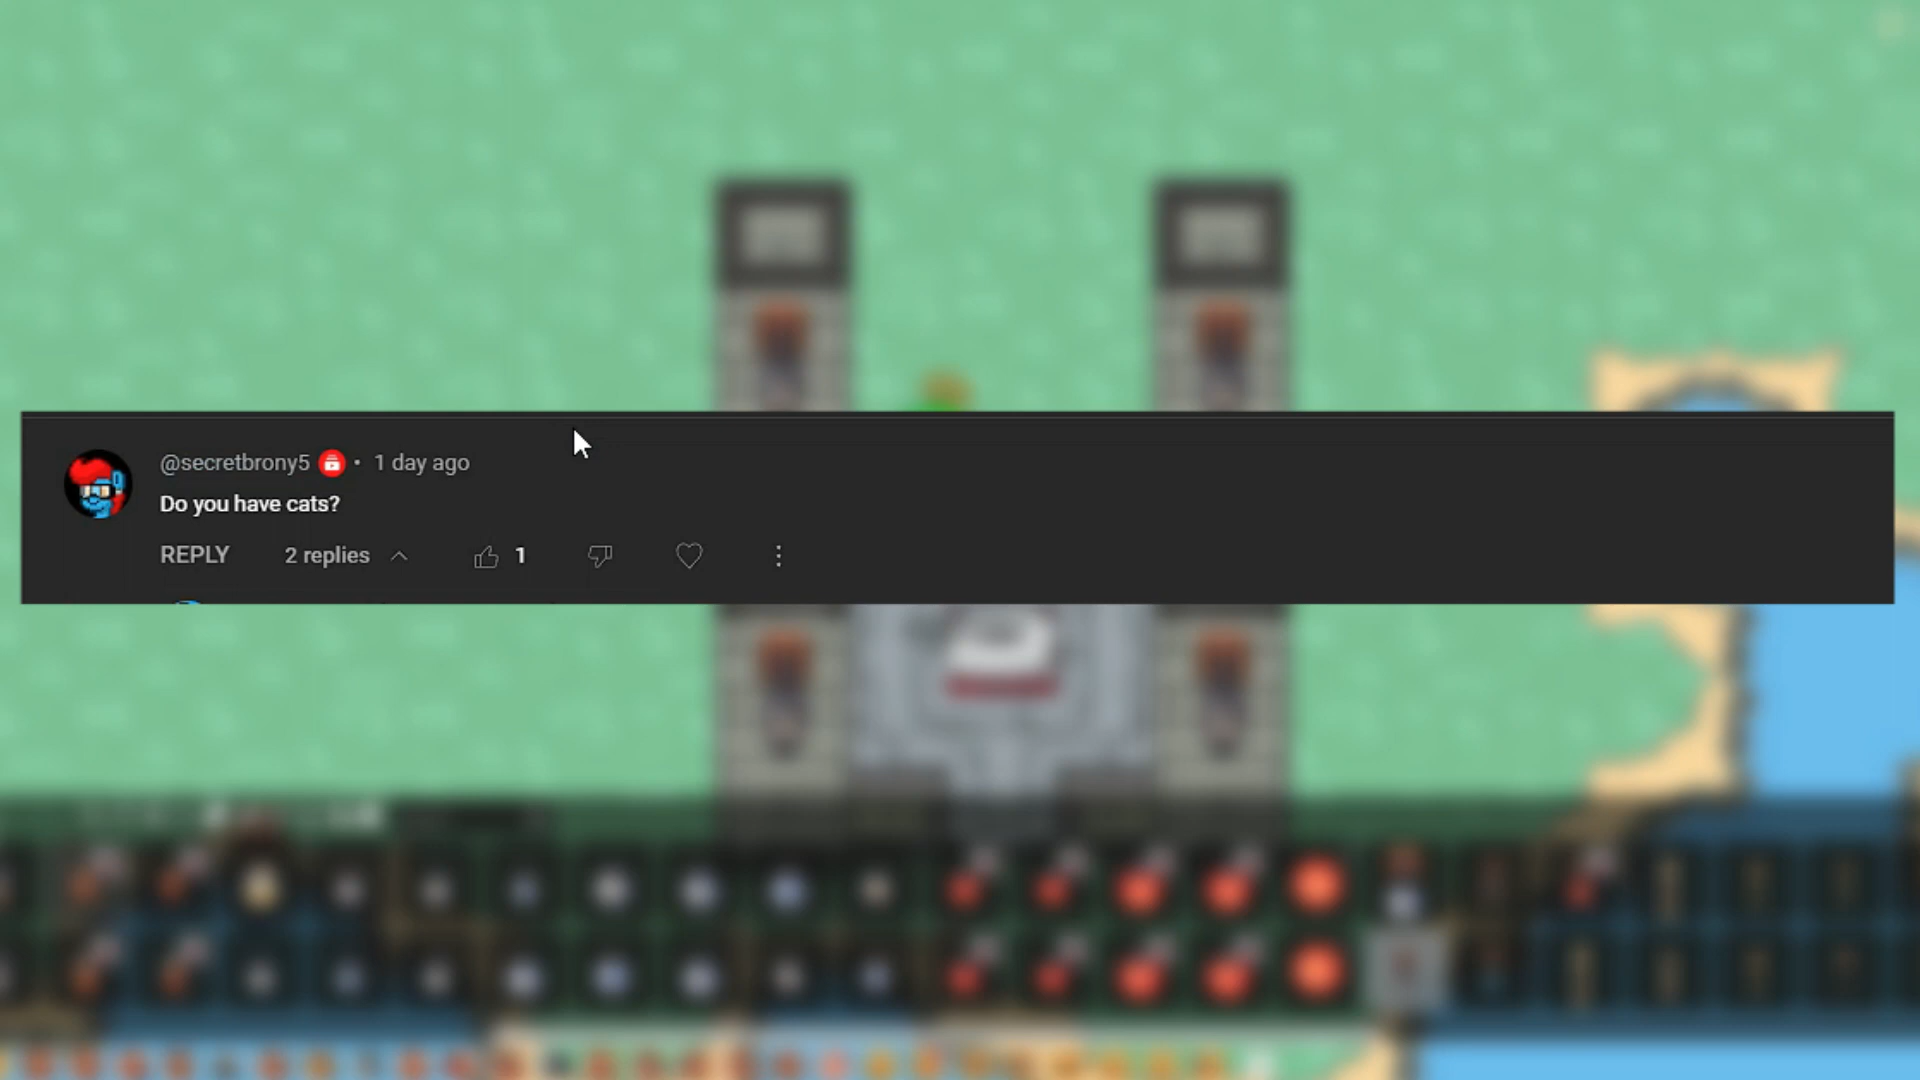 @secretbrony5 • 1 day ago
Do you have cats?
REPLY 2 replies 1